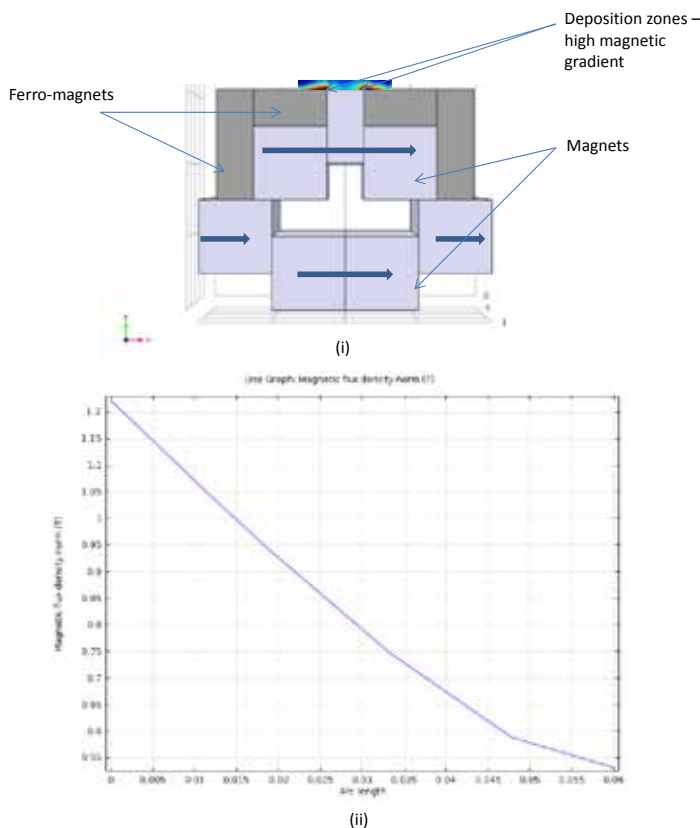 Deposition zones –
high magnetic
gradient
Ferro-magnets
Magnets
(i)
Line Graph: Magnetic flux density norm (T)
Magnetic flux density norm (T)
1.2
1.15
1.1
1.05
1
0.95
0.9
0.85
0.8
0.75
0.7
0.65
0.6
0.55
0
0.005
0.01
0.015
0.02
0.025
0.03
0.035
0.04
0.045
0.05
0.055
0.06
Arc length
(ii)